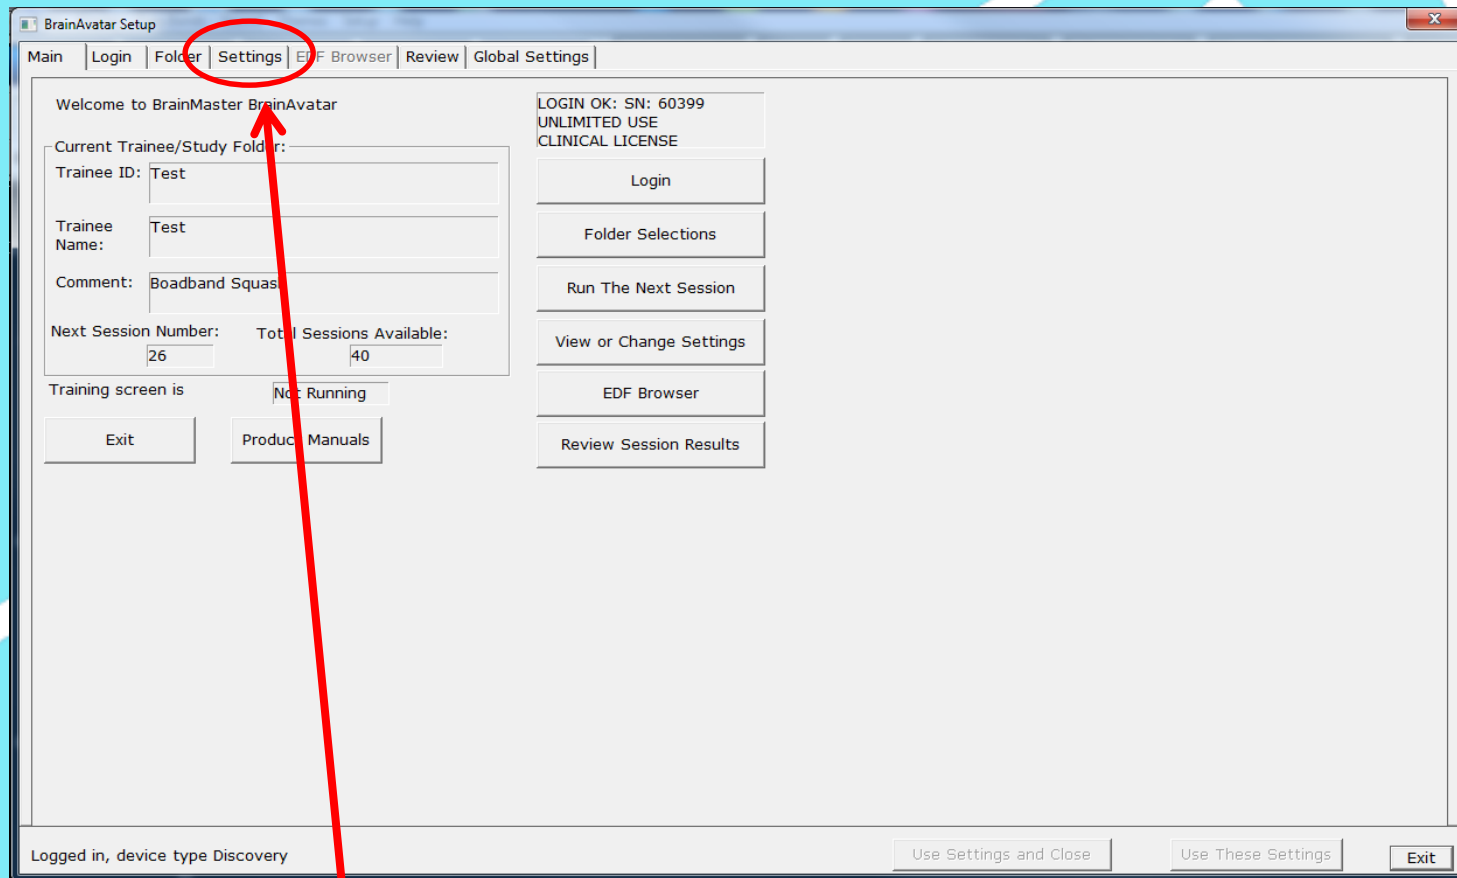 BrainAvatar Setup
Main Login Folder Settings EDF Browser Review Global Settings
Welcome to BrainMaster BrainAvatar
Current Trainee/Study Folder:
Trainee ID: Test
Trainee Name: Test
Comment: Boadband Squash
Next Session Number: Total Sessions Available:
26 40
Training screen is Not Running
Exit Product Manuals
LOGIN OK: SN: 60399
UNLIMITED USE
CLINICAL LICENSE
Login
Folder Selections
Run The Next Session
View or Change Settings
EDF Browser
Review Session Results
Logged in, device type Discovery
Use Settings and Close Use These Settings Exit